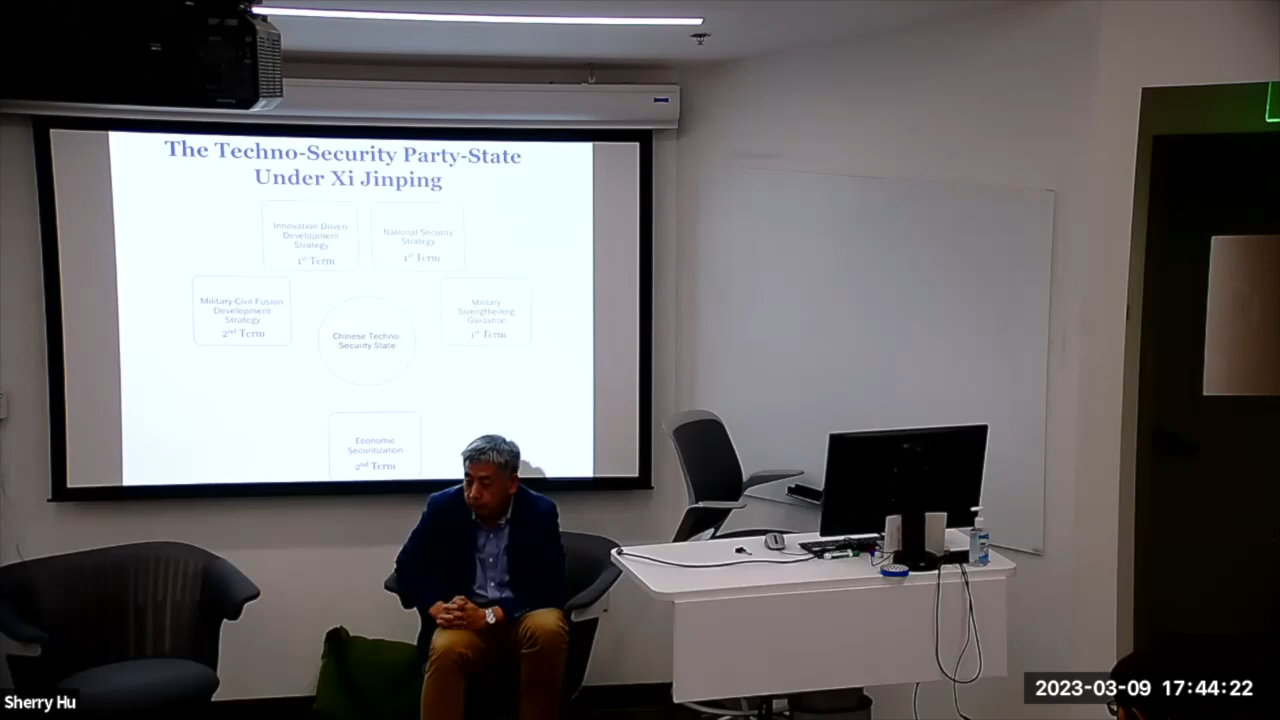 The Techno-Security Party-State
Under Xi Jinping
Innovation Driven
Development
Strategy
1st Term
National Security
Strategy
1st Term
Military-Civil Fusion
Development
Strategy
2nd Term
Military
Strengthening
Guidance
1st Term
Chinese Techno-
Security State
Economic
Securitization
2nd Term
Sherry Hu
2023-03-09 17:44:22